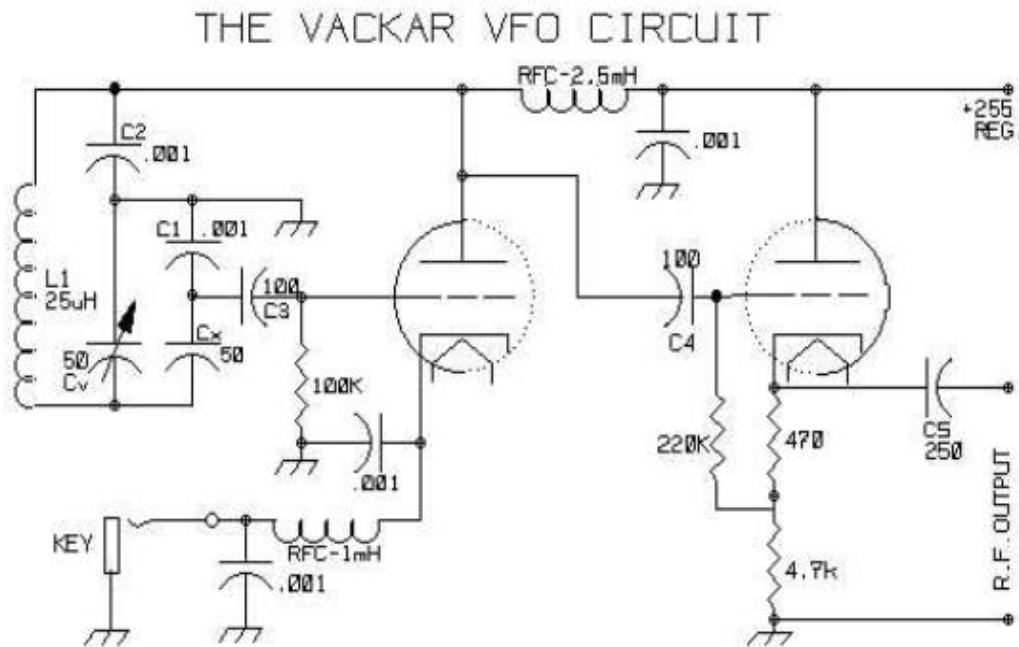 THE VACKAR VFO CIRCUIT
RFC-2.5mH
+255
REG.
C2
.001
.001
C1
.001
L1
25uH
100
C3
100
C4
50
Cv
Cx
50
100K
.001
220K
470
C5
250
KEY
RFC-1mH
.001
4.7k
R.F.OUTPUT